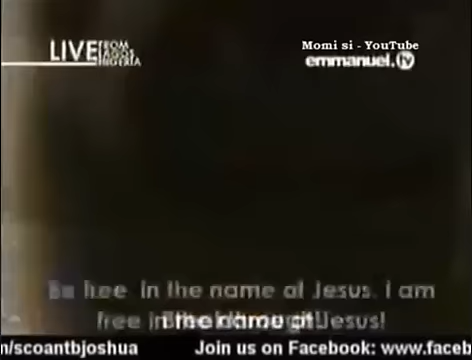 LIVE FROM
LAGOS
NIGERIA
Momi si - YouTube
emmanuel.tv
Be free in the name of Jesus. I am
free in the name of Jesus!
n/scoantbjoshua Join us on Facebook: www.faceb